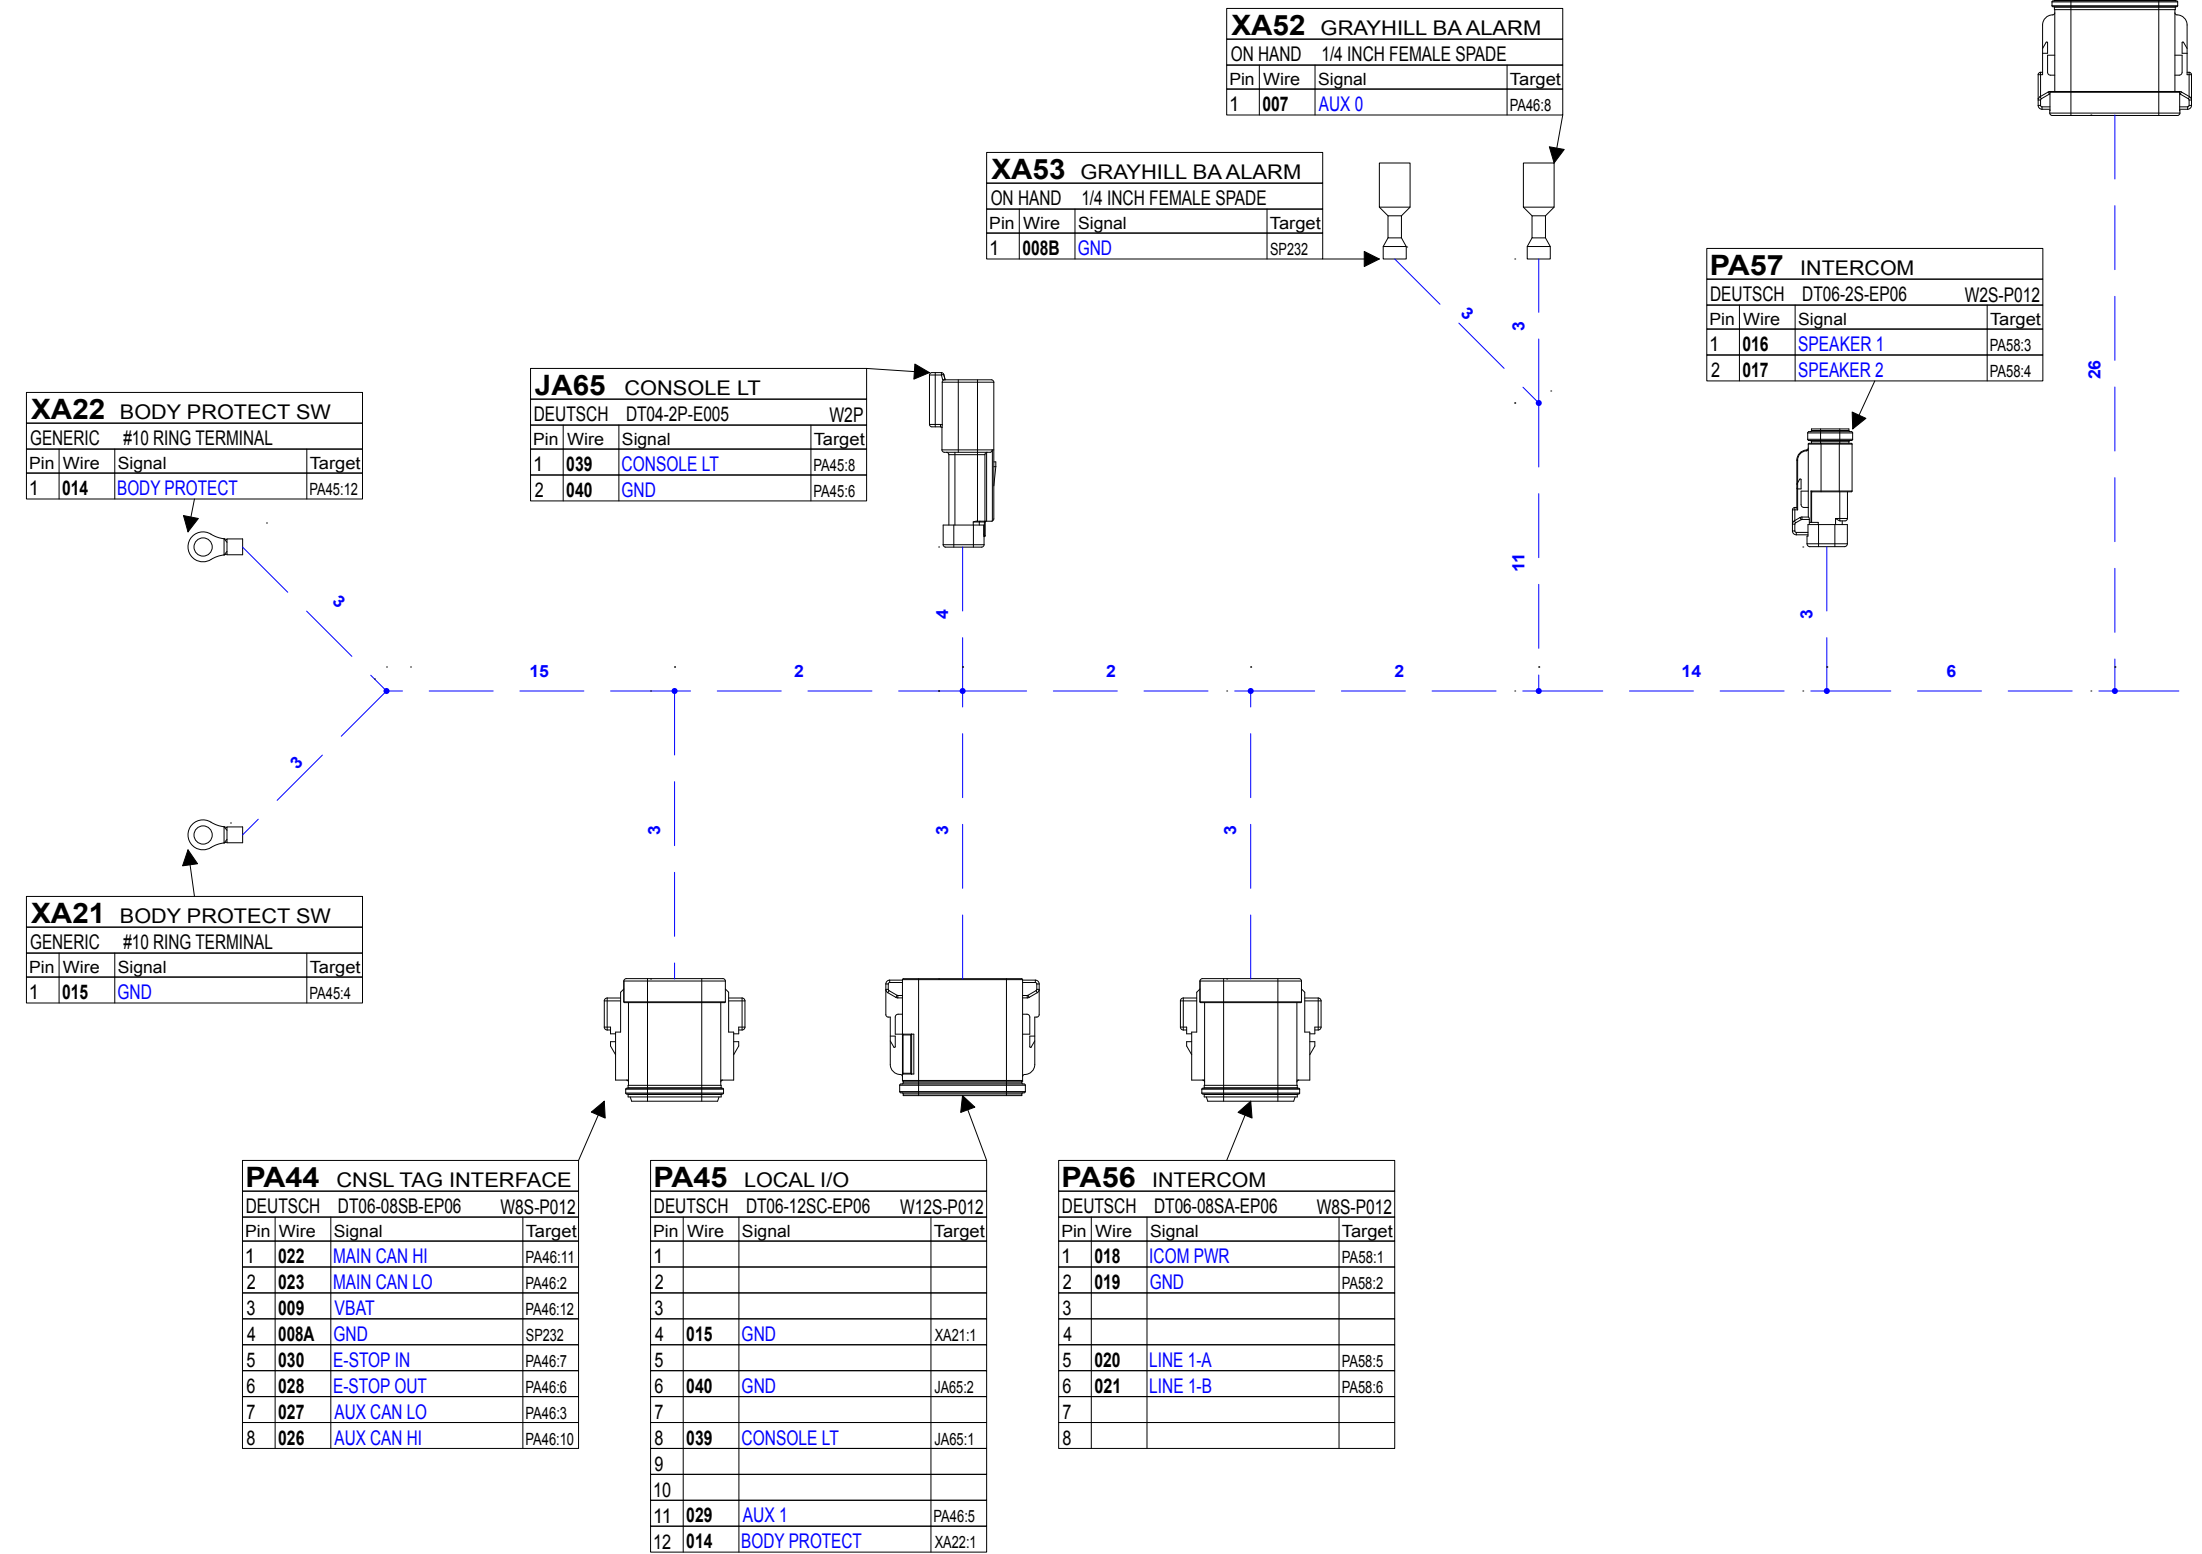 XA52 GRAYHILL BA ALARM
ON HAND 1/4 INCH FEMALE SPADE
Pin Wire Signal Target
1 007 AUX 0 PA46:8
XA53 GRAYHILL BA ALARM
ON HAND 1/4 INCH FEMALE SPADE
Pin Wire Signal Target
1 008B GND SP232
PA57 INTERCOM
DEUTSCH DT06-2S-EP06 W2S-P012
Pin Wire Signal Target
1 016 SPEAKER 1 PA58:3
2 017 SPEAKER 2 PA58:4
3
3
26
JA65 CONSOLE LT
DEUTSCH DT04-2P-E005 W2P
Pin Wire Signal Target
1 039 CONSOLE LT PA45:8
2 040 GND PA45:6
XA22 BODY PROTECT SW
GENERIC #10 RING TERMINAL
Pin Wire Signal Target
1 014 BODY PROTECT PA45:12
3
4
11
3
15
2
2
2
14
6
3
3
3
3
XA21 BODY PROTECT SW
GENERIC #10 RING TERMINAL
Pin Wire Signal Target
1 015 GND PA45:4
PA44 CNSL TAG INTERFACE
DEUTSCH DT06-08SB-EP06 W8S-P012
Pin Wire Signal Target
1 022 MAIN CAN HI PA46:11
2 023 MAIN CAN LO PA46:2
3 009 VBAT PA46:12
4 008A GND SP232
5 030 E-STOP IN PA46:7
6 028 E-STOP OUT PA46:6
7 027 AUX CAN LO PA46:3
8 026 AUX CAN HI PA46:10
PA45 LOCAL I/O
DEUTSCH DT06-12SC-EP06 W12S-P012
Pin Wire Signal Target
1
2
3
4 015 GND XA21:1
5
6 040 GND JA65:2
7
8 039 CONSOLE LT JA65:1
9
10
11 029 AUX 1 PA46:5
12 014 BODY PROTECT XA22:1
PA56 INTERCOM
DEUTSCH DT06-08SA-EP06 W8S-P012
Pin Wire Signal Target
1 018 ICOM PWR PA58:1
2 019 GND PA58:2
3
4
5 020 LINE 1-A PA58:5
6 021 LINE 1-B PA58:6
7
8